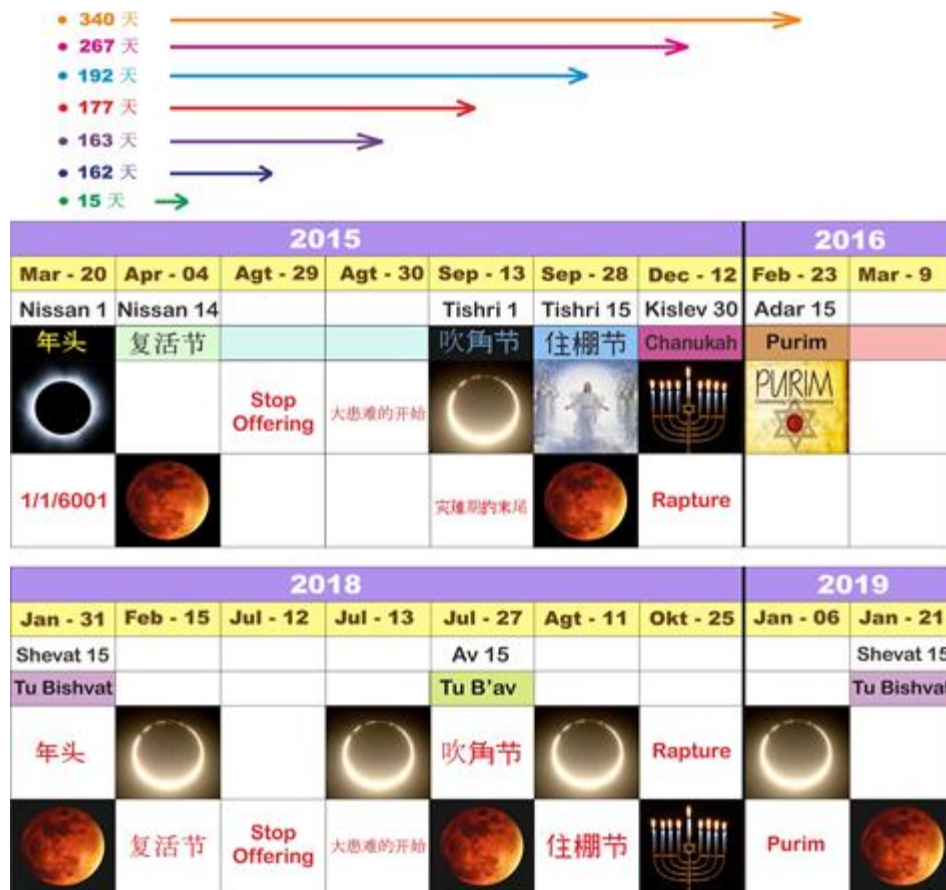 • 340 天
• 267 天
• 192 天
• 177 天
• 163 天
• 162 天
• 15 天
2015 2016
Mar - 20 Apr - 04 Agt - 29 Agt - 30 Sep - 13 Sep - 28 Dec - 12 Feb - 23 Mar - 9
Nissan 1 Nissan 14 Tishri 1 Tishri 15 Kislev 30 Adar 15
年头 复活节 吹角节 住棚节 Chanukah Purim
Stop
Offering
大患难的开始
PURIM
1/1/6001 灾难期的末尾 Rapture
2018 2019
Jan - 31 Feb - 15 Jul - 12 Jul - 13 Jul - 27 Agt - 11 Okt - 25 Jan - 06 Jan - 21
Shevat 15 Av 15 Shevat 15
Tu Bishvat Tu B'av Tu Bishvat
年头 吹角节 Rapture
复活节
Stop
Offering
大患难的开始 住棚节 Purim